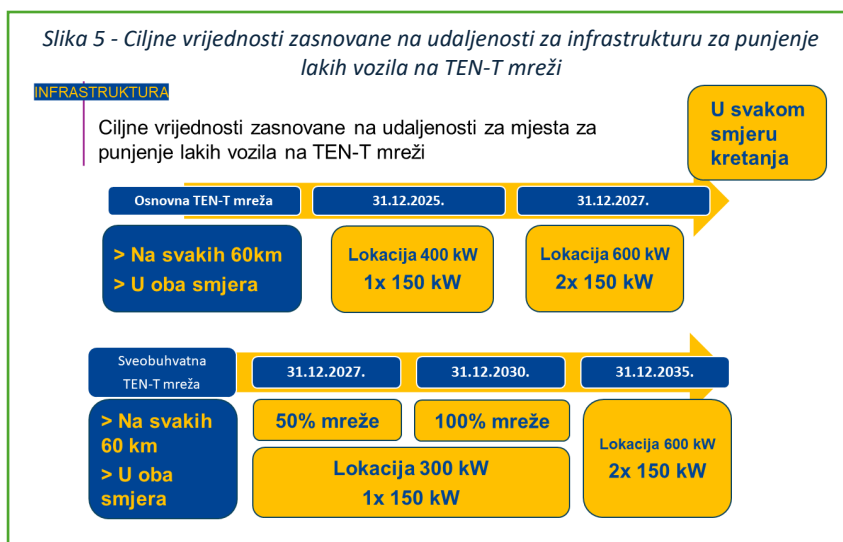 Slika 5 - Ciljne vrijednosti zasnovane na udaljenosti za infrastrukturu za punjenje
lakih vozila na TEN-T mreži
INFRASTRUKTURA
Ciljne vrijednosti zasnovane na udaljenosti za mjesta za
punjenje lakih vozila na TEN-T mreži
U svakom
smjeru
kretanja
Osnovna TEN-T mreža
31.12.2025.
31.12.2027.
> Na svakih 60km
> U oba smjera
Lokacija 400 kW
1x 150 kW
Lokacija 600 kW
2x 150 kW
Sveobuhvatna
TEN-T mreža
31.12.2027.
31.12.2030.
31.12.2035.
> Na svakih
60 km
> U oba
smjera
50% mreže
100% mreže
Lokacija 300 kW
1x 150 kW
Lokacija 600 kW
2x 150 kW